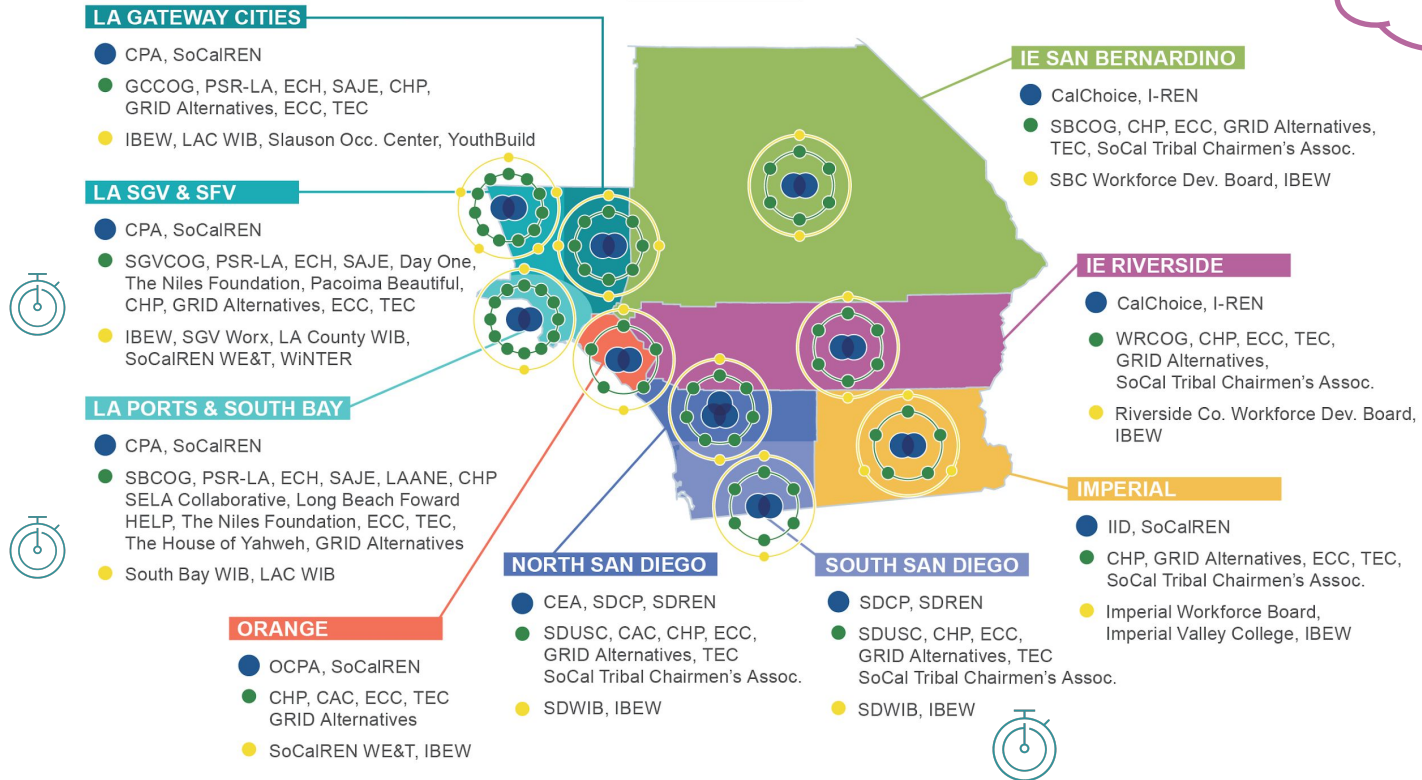 LA GATEWAY CITIES
CPA, SoCalREN
GCCOG, PSR-LA, ECH, SAJE, CHP,
GRID Alternatives, ECC, TEC
IBEW, LAC WIB, Slauson Occ. Center, YouthBuild
LA SGV & SFV
CPA, SoCalREN
SGVCOG, PSR-LA, ECH, SAJE, Day One,
The Niles Foundation, Pacoima Beautiful,
CHP, GRID Alternatives, ECC, TEC
IBEW, SGV Worx, LA County WIB,
SoCalREN WE&T, WiNTER
LA PORTS & SOUTH BAY
CPA, SoCalREN
SBCOG, PSR-LA, ECH, SAJE, LAANE, CHP
SELA Collaborative, Long Beach Foward
HELP, The Niles Foundation, ECC, TEC,
The House of Yahweh, GRID Alternatives
South Bay WIB, LAC WIB
ORANGE
OCPA, SoCalREN
CHP, CAC, ECC, TEC
GRID Alternatives
SoCalREN WE&T, IBEW
NORTH SAN DIEGO
CEA, SDCP, SDREN
SDUSC, CAC, CHP, ECC,
GRID Alternatives, TEC
SoCal Tribal Chairmen's Assoc.
SDWIB, IBEW
SOUTH SAN DIEGO
SDCP, SDREN
SDUSC, CHP, ECC,
GRID Alternatives, TEC
SoCal Tribal Chairmen's Assoc.
SDWIB, IBEW
IE SAN BERNARDINO
CalChoice, I-REN
SBCOG, CHP, ECC, GRID Alternatives,
TEC, SoCal Tribal Chairmen's Assoc.
SBC Workforce Dev. Board, IBEW
IE RIVERSIDE
CalChoice, I-REN
WRCOG, CHP, ECC, TEC,
GRID Alternatives,
SoCal Tribal Chairmen's Assoc.
Riverside Co. Workforce Dev. Board,
IBEW
IMPERIAL
IID, SoCalREN
CHP, GRID Alternatives, ECC, TEC,
SoCal Tribal Chairmen's Assoc.
Imperial Workforce Board,
Imperial Valley College, IBEW